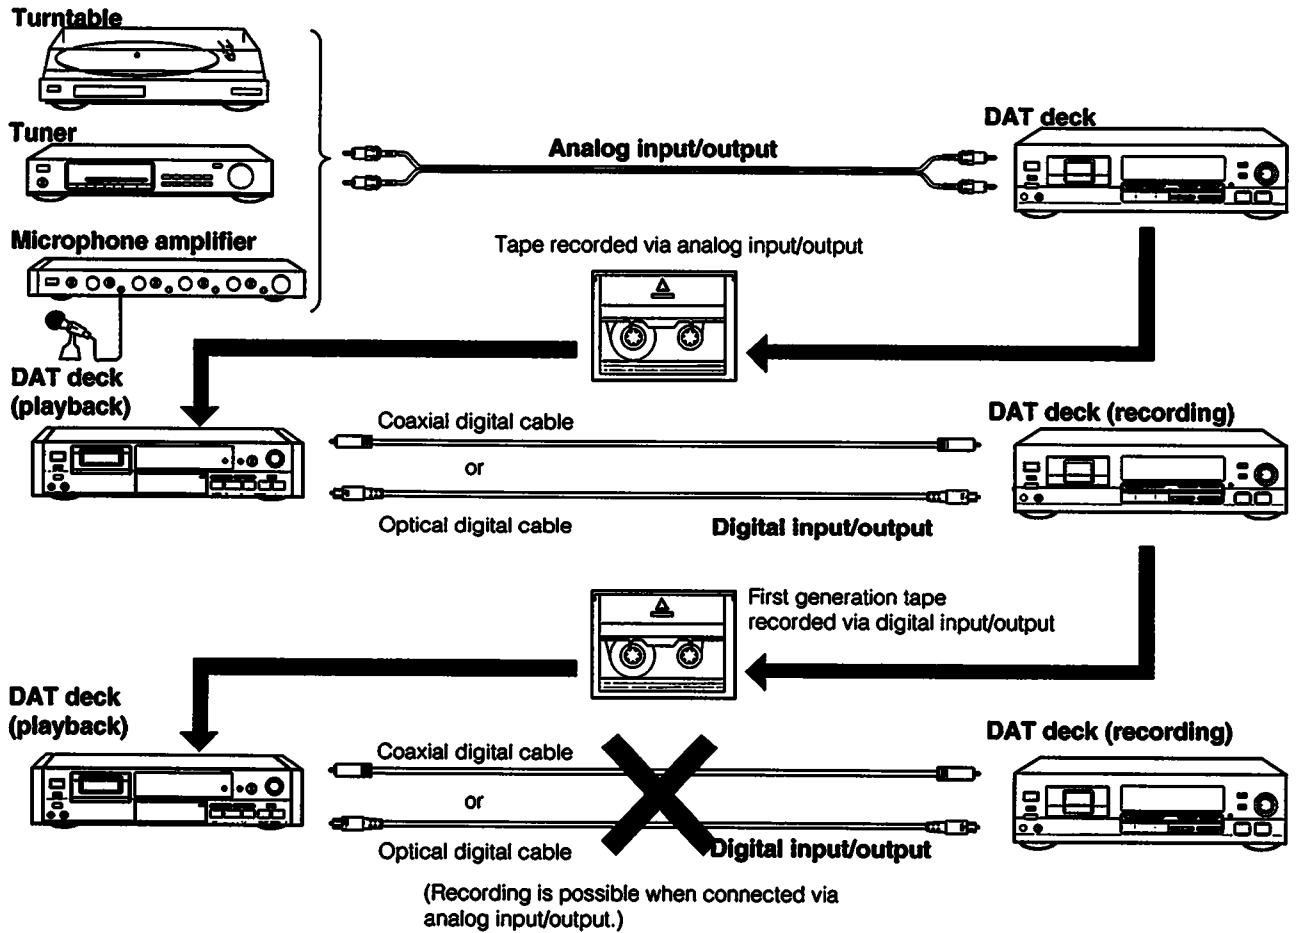 Turntable
Tuner
Analog input/output
DAT deck
Microphone amplifier
Tape recorded via analog input/output
DAT deck
(playback)
Coaxial digital cable
or
Optical digital cable
Digital input/output
DAT deck (recording)
First generation tape
recorded via digital input/output
DAT deck
(playback)
Coaxial digital cable
or
Optical digital cable
Digital input/output
DAT deck (recording)
(Recording is possible when connected via
analog input/output.)